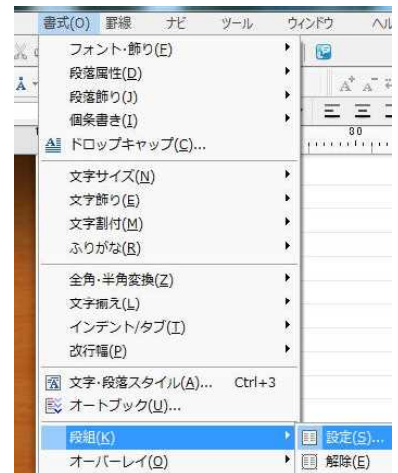 書式(O) 罫線 ナビ ツール ウィンドウ ヘル
フォント・飾り(F)
段落属性(D)
段落飾り(J)
個条書き(I)
ドロップキャップ(C)...
80
文字サイズ(N)
文字飾り(E)
文字割付(M)
ふりがな(R)
全角・半角変換(Z)
文字揃え(L)
インデント/タブ(T)
改行幅(P)
文字・段落スタイル(A)... Ctrl+3
オートブック(U)...
段組(K) 設定(S)...
オーバーレイ(O) 解除(E)